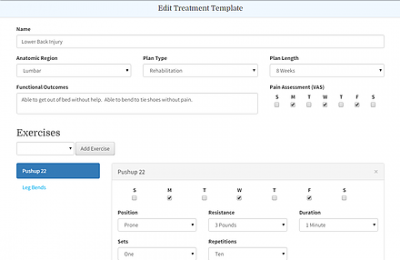 Edit Treatment Template
Name
Lower Back Injury
Anatomic Region Plan Type Plan Length
Lumbar Rehabilitation 8 Weeks
Functional Outcomes Pain Assessment (VAS)
S M T W T F S
Able to get out of bed without help. Able to bend to tie shoes without pain.
Exercises
Add Exercise
Pushup 22 Pushup 22
Leg Bends
S M T W T F S
Position Resistance Duration
Prone 3 Pounds 1 Minute
Sets Repetitions
One Ten